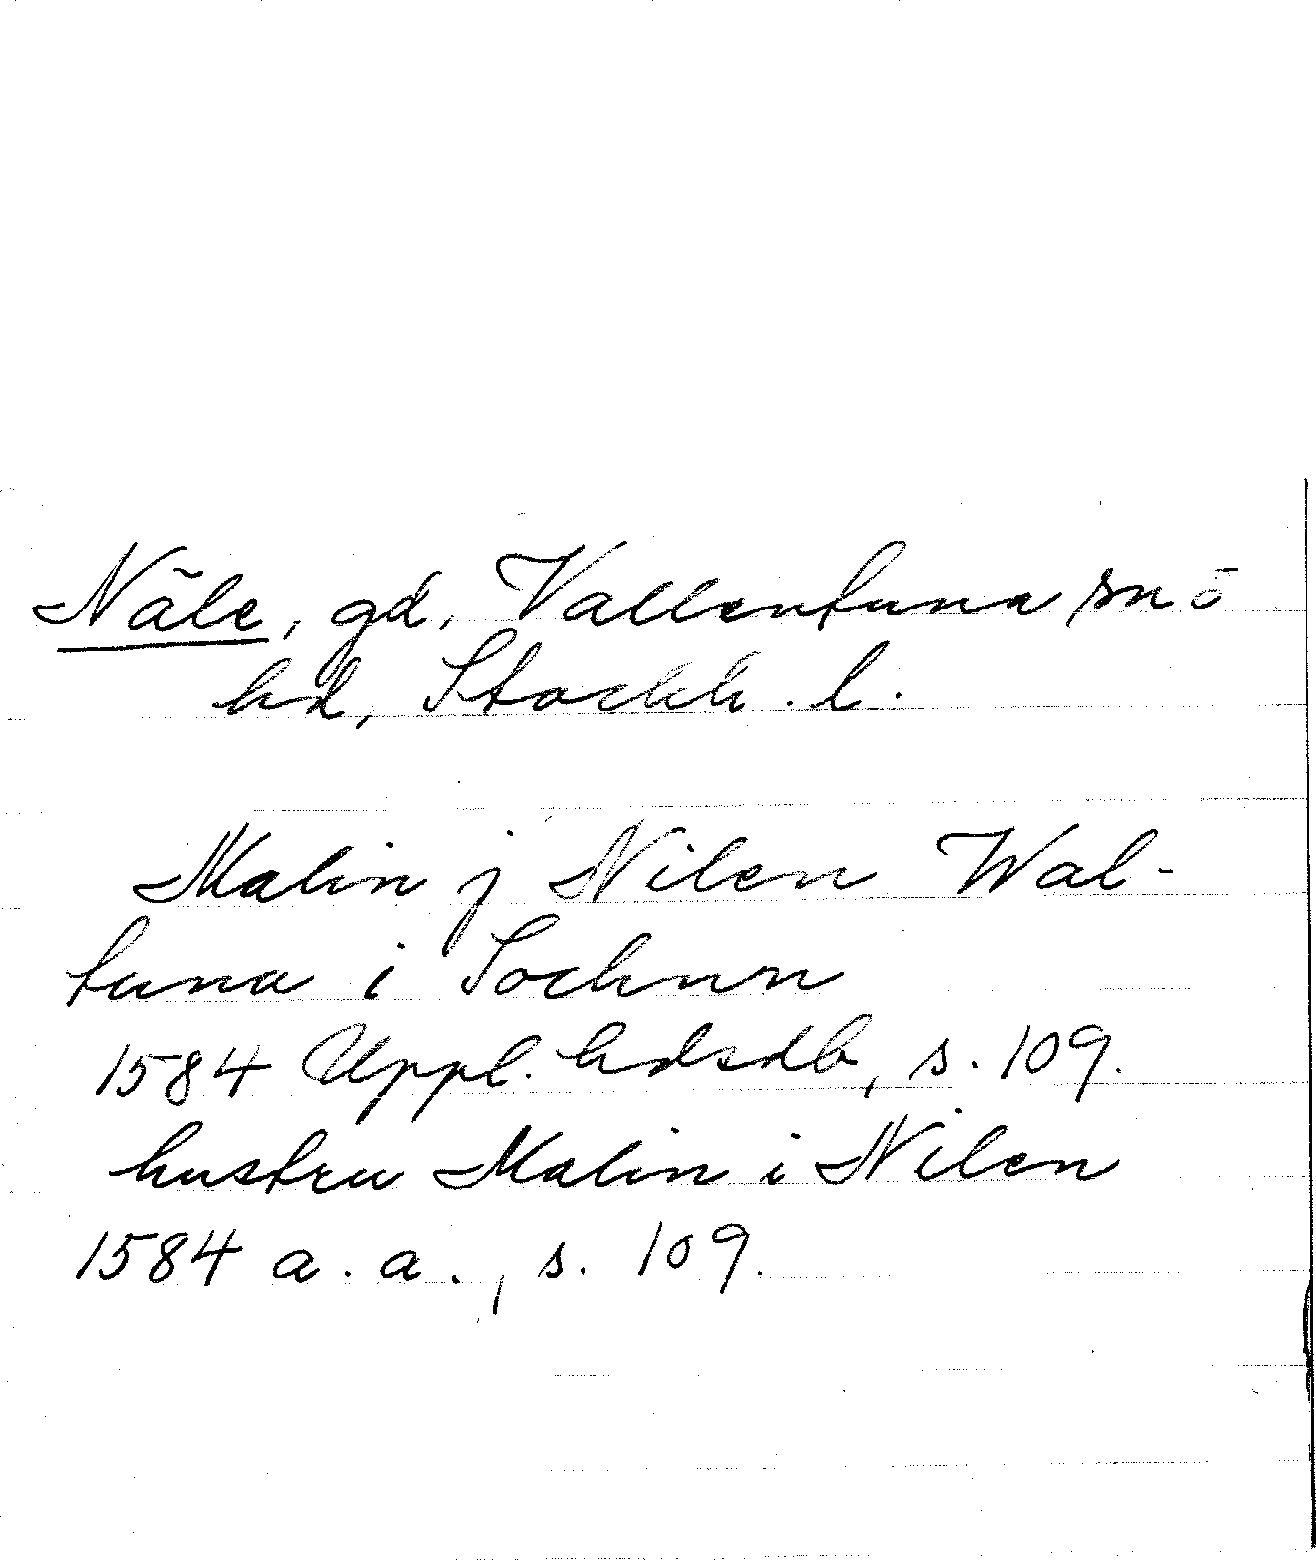 Näle, gd, Vallentuna sn o
hd, Stockh. l.
Malin j Nilen Wal-
tuna i Sochnn
1584 Uppl. hdsdb, s. 109.
hustru Malin i Nilen
1584 a. a., s. 109.